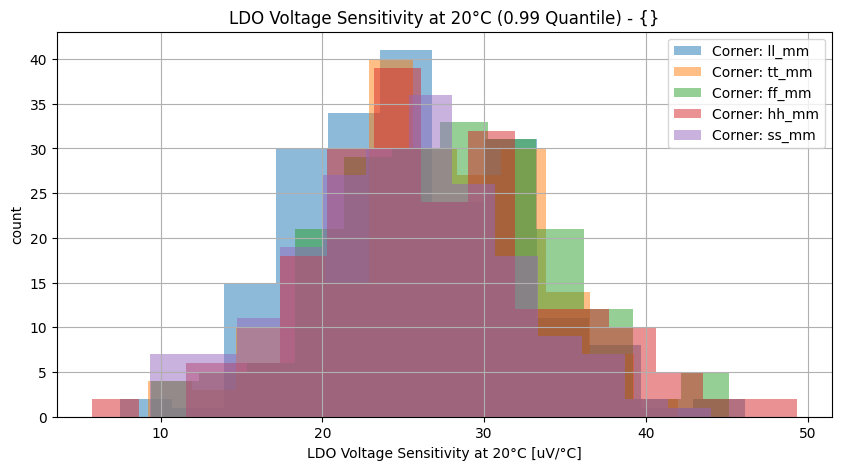 LDO Voltage Sensitivity at 20°C (0.99 Quantile) - {}
Corner: ll_mm
Corner: tt_mm
Corner: ff_mm
Corner: hh_mm
Corner: ss_mm
40
35
30
25
20
15
10
5
0
count
10 20 30 40 50
LDO Voltage Sensitivity at 20°C [uV/°C]